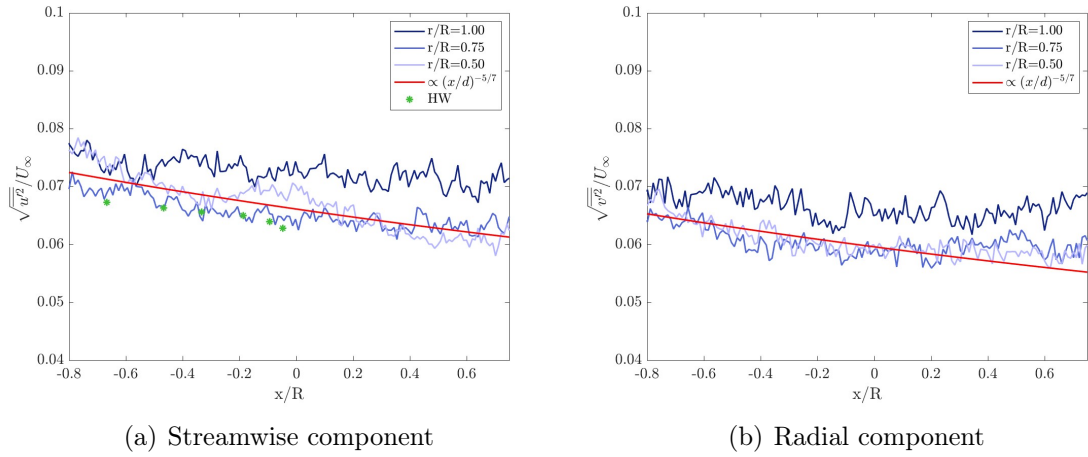 0.1
0.09
0.08
0.07
0.06
0.05
0.04
-0.8 -0.6 -0.4 -0.2 0 0.2 0.4 0.6
x/R
√u′²/U∞
r/R=1.00
r/R=0.75
r/R=0.50
∝ (x/d)^{-5/7}
HW
(a) Streamwise component
0.1
0.09
0.08
0.07
0.06
0.05
0.04
-0.8 -0.6 -0.4 -0.2 0 0.2 0.4 0.6
x/R
√v′²/U∞
r/R=1.00
r/R=0.75
r/R=0.50
∝ (x/d)^{-5/7}
(b) Radial component